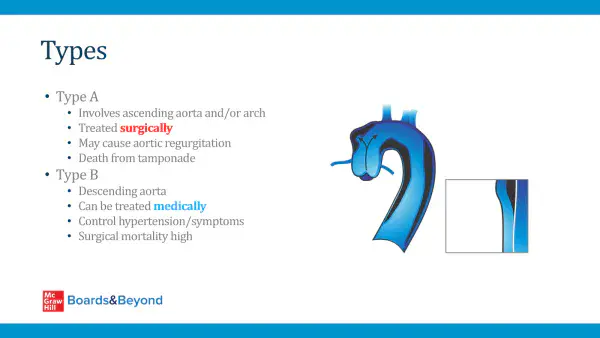 Types
• Type A
• Involves ascending aorta and/or arch
• Treated surgically
• May cause aortic regurgitation
• Death from tamponade
• Type B
• Descending aorta
• Can be treated medically
• Control hypertension/symptoms
• Surgical mortality high
Mc
Graw
Hill
Boards&Beyond